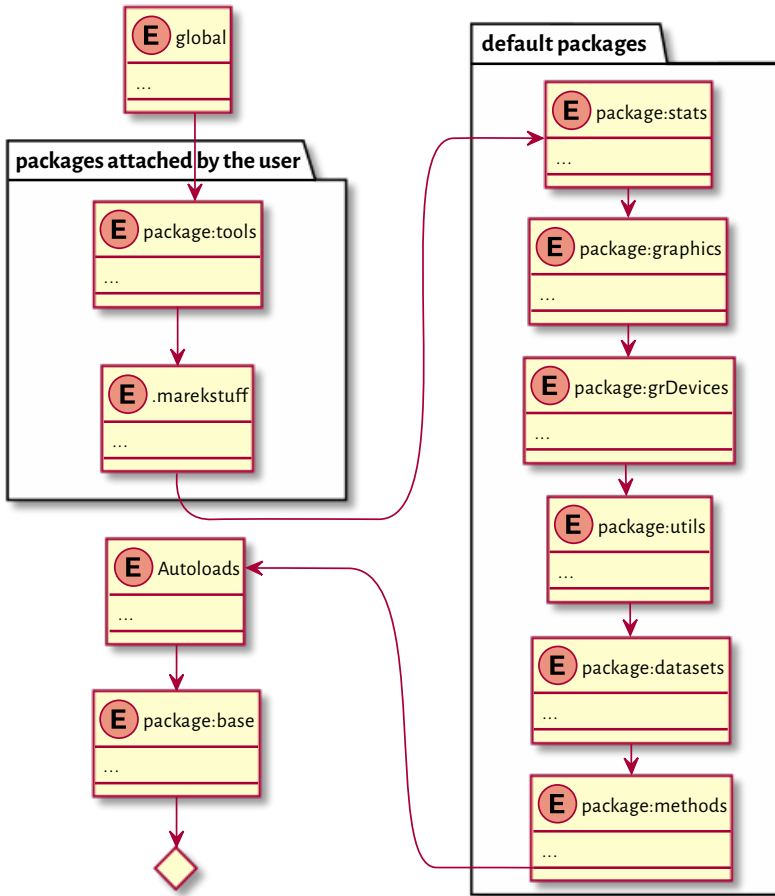 E global
...
packages attached by the user
E package:tools
...
E .marekstuff
...
default packages
E package:stats
...
E package:graphics
...
E package:grDevices
...
E package:utils
...
E package:datasets
...
E package:methods
...
E Autoloads
...
E package:base
...